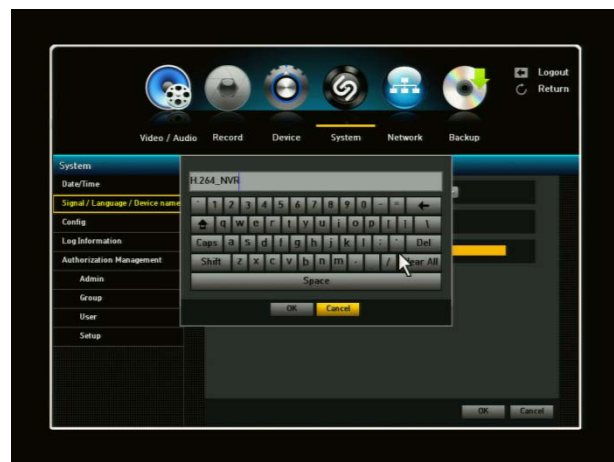 Logout
Return
Video / Audio Record Device System Network Backup
System
Date/Time
Signal / Language / Device name
Config
Log Information
Authorization Management
Admin
Group
User
Setup
H.264_NVR
` 1 2 3 4 5 6 7 8 9 0 - =
q w e r t y u i o p [ ] \
Caps a s d f g h j k l ; ' Del
Shift z x c v b n m / ear All
Space
OK Cancel
OK Cancel